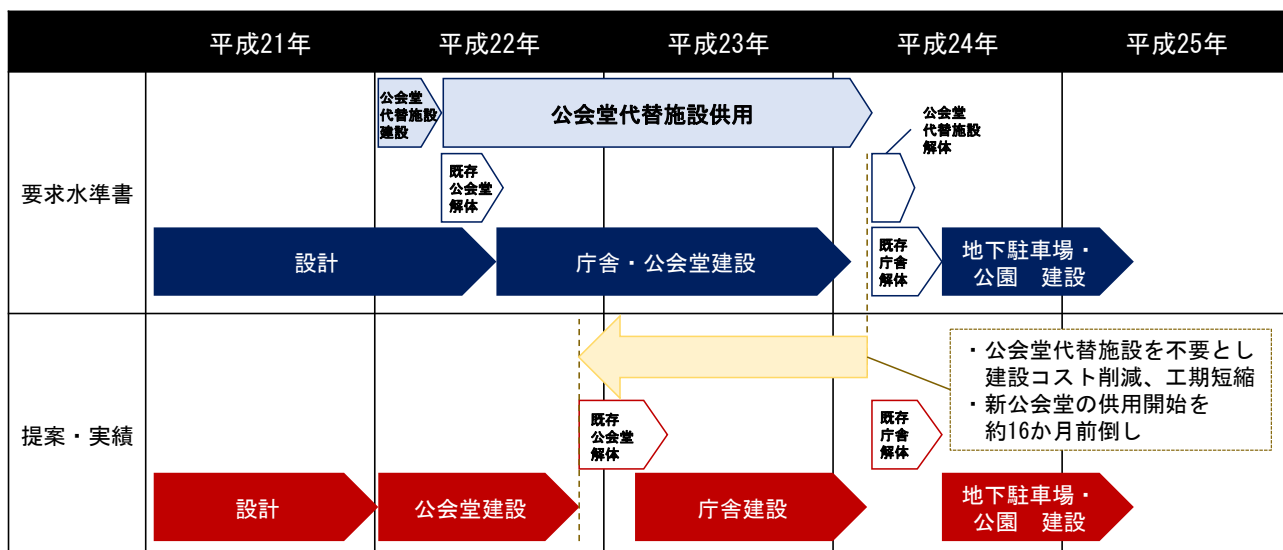 平成21年
平成22年
平成23年
平成24年
平成25年
要求水準書
公会堂
代替施設
建設
公会堂代替施設供用
公会堂
代替施設
解体
既存
公会堂
解体
設計
庁舎・公会堂建設
既存
庁舎
解体
地下駐車場・
公園　建設
提案・実績
・公会堂代替施設を不要とし
建設コスト削減、工期短縮
・新公会堂の供用開始を
約16か月前倒し
既存
公会堂
解体
既存
庁舎
解体
設計
公会堂建設
庁舎建設
地下駐車場・
公園　建設